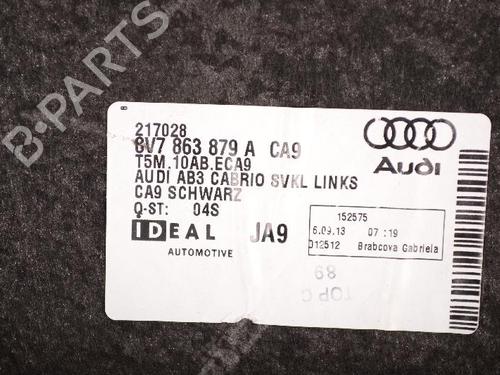 B-PARTS
217028
8V7 863 879 A CA9
T5M.10AB.ECA9
AUDI AB3 CABRIO SVKL LINKS
CA9 SCHWARZ
Q-ST: 04S
IDEAL
AUTOMOTIVE
JA9
Audi
152575
6.09.13 07:19
012512 Brabcova Gabriela
89
TOP C